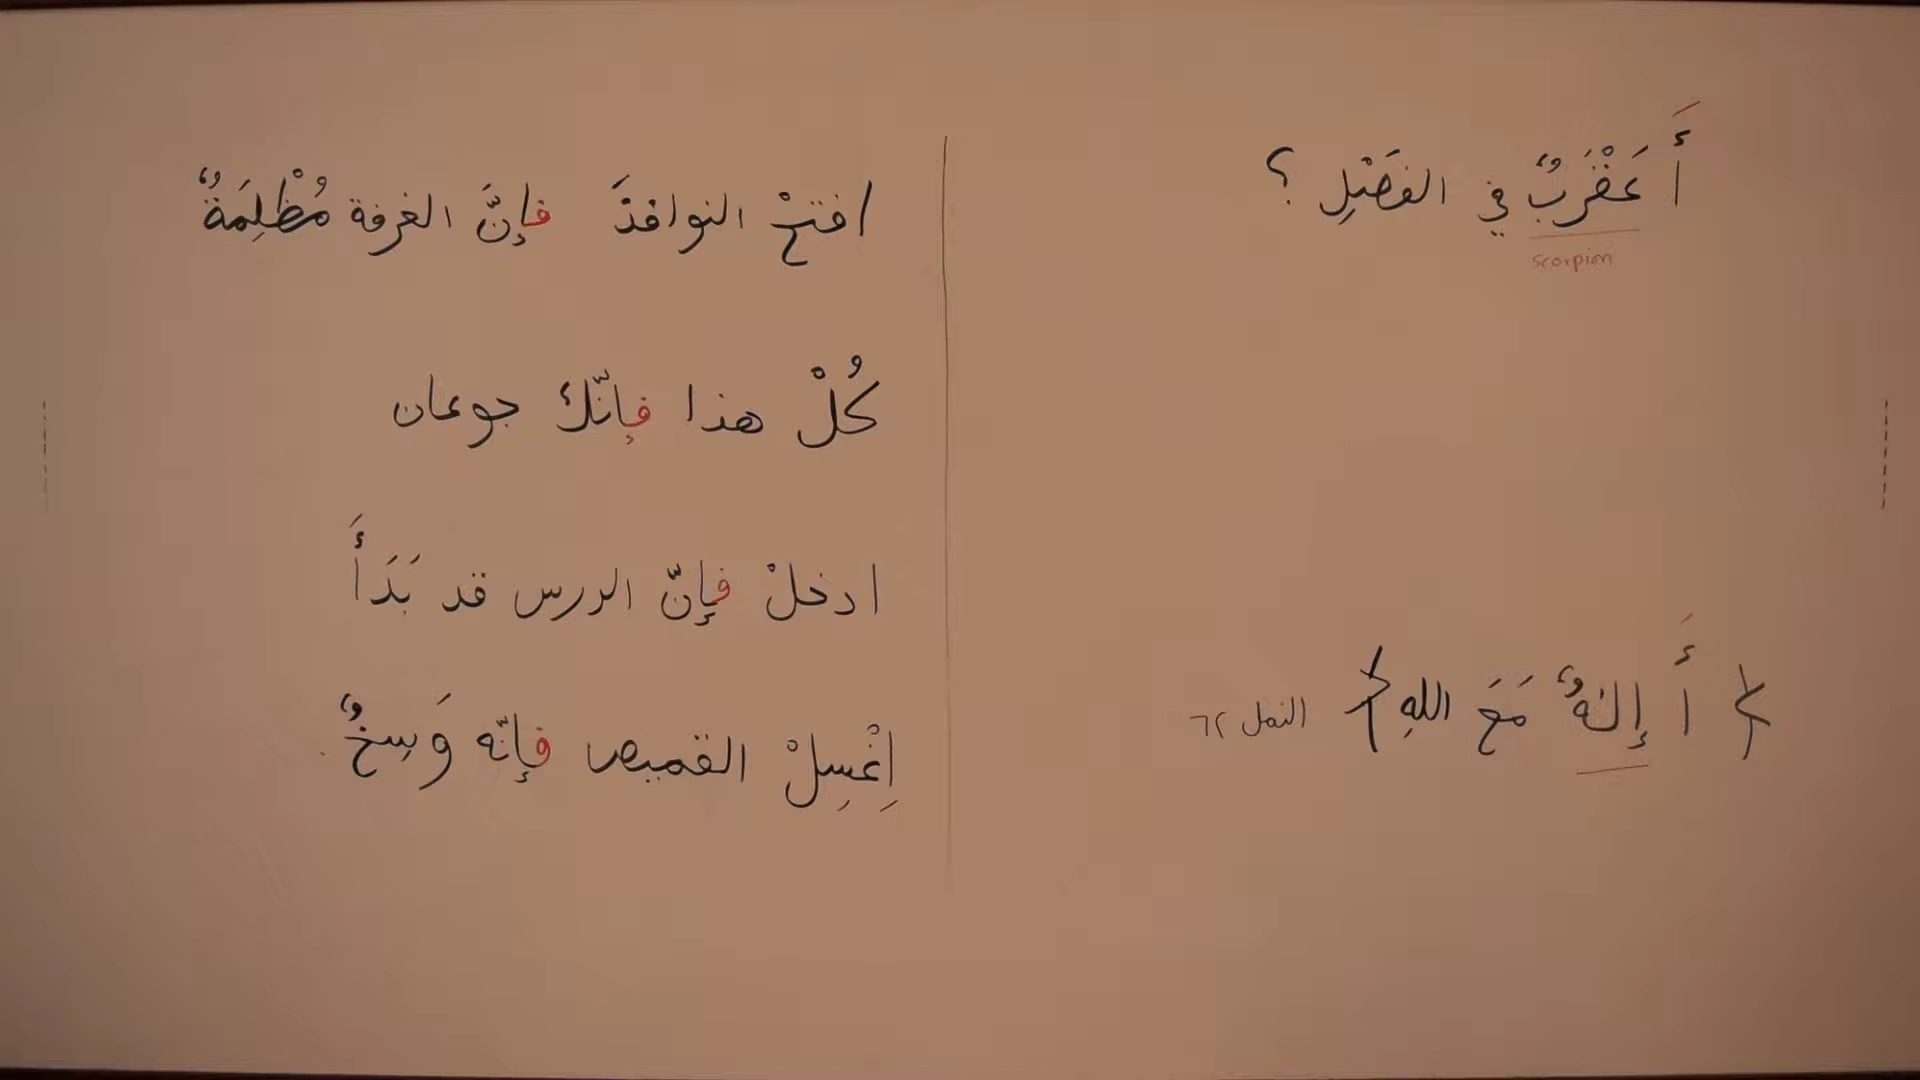 أَ عَقْرَبٌ في الفَصْلِ ؟
scorpion
﴿ أَ إِلَهٌ مَعَ اللهِ ﴾ النمل ٦٢
افتحْ النوافذَ فإنَّ الغرفة مُظْلِمَةٌ
كُلْ هذا فإنّك جوعان
ادخلْ فإنّ الدرس قد بَدَأَ
اِغْسِلْ القميص فإنّه وَسِخٌ